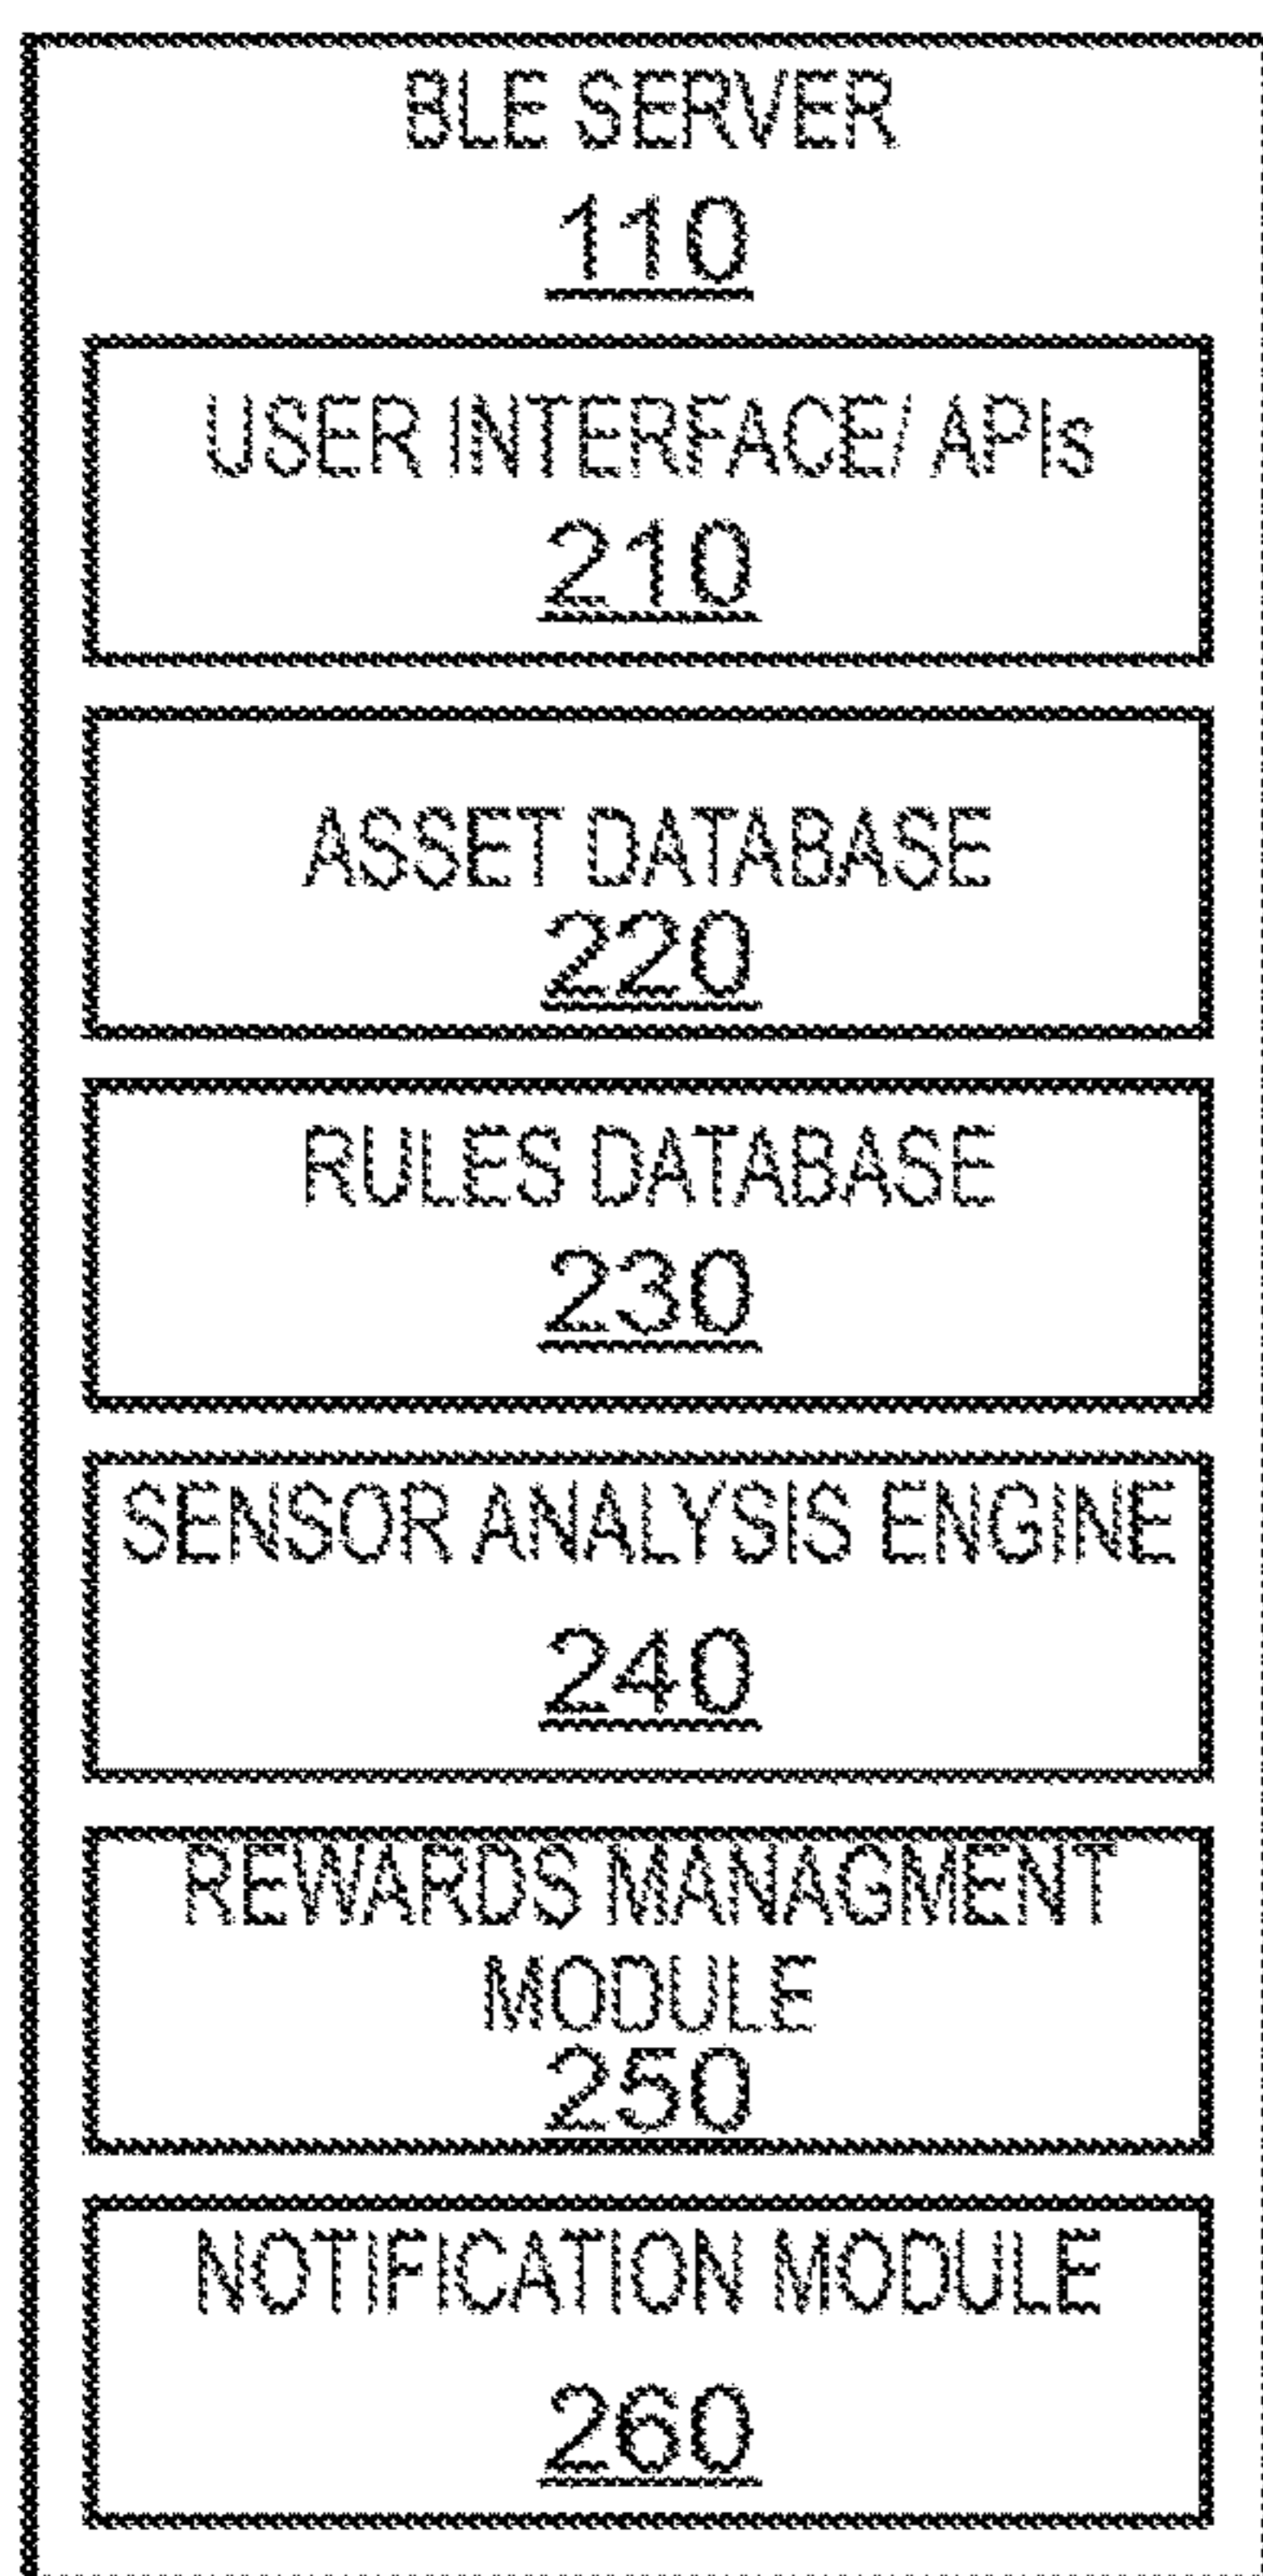 BLE SERVER
110
USER INTERFACE/ APIs
210
ASSET DATABASE
220
RULES DATABASE
230
SENSOR ANALYSIS ENGINE
240
REWARDS MANAGMENT
MODULE
250
NOTIFICATION MODULE
260